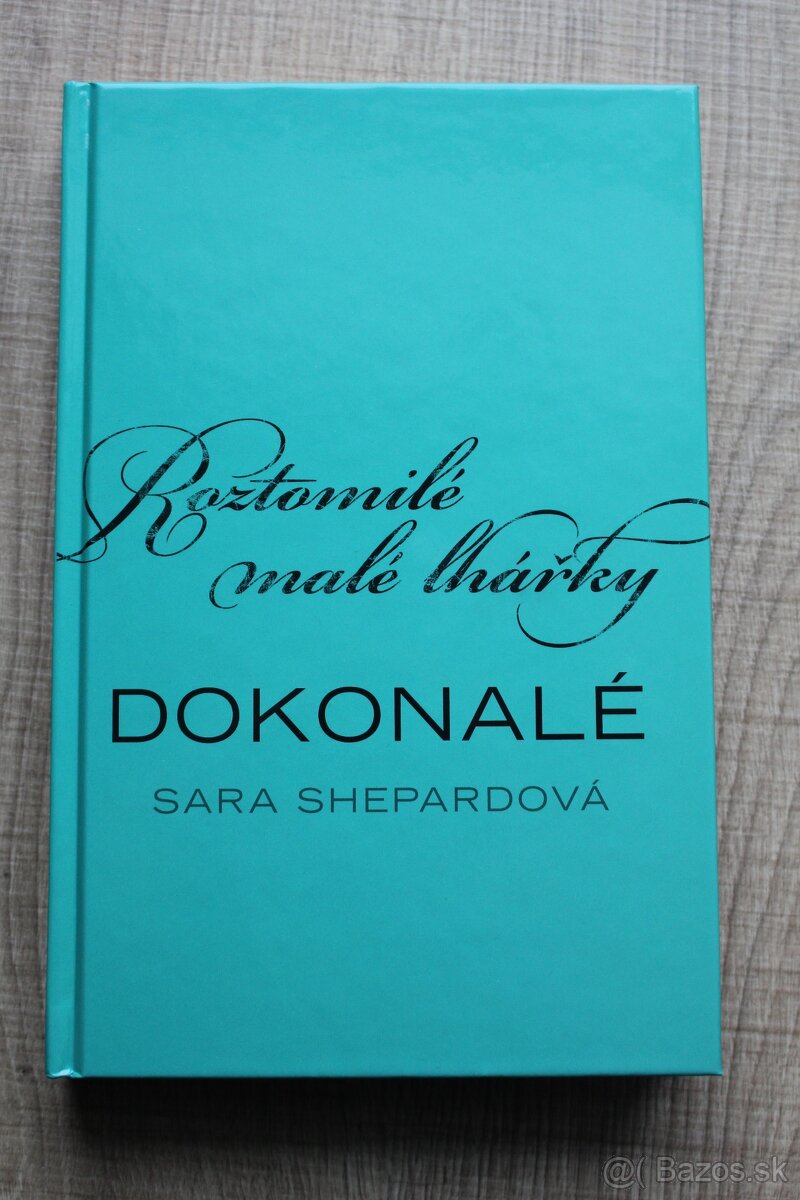 Roztomilé
malé lhářky
DOKONALÉ
SARA SHEPARDOVÁ
@( Bazos.sk